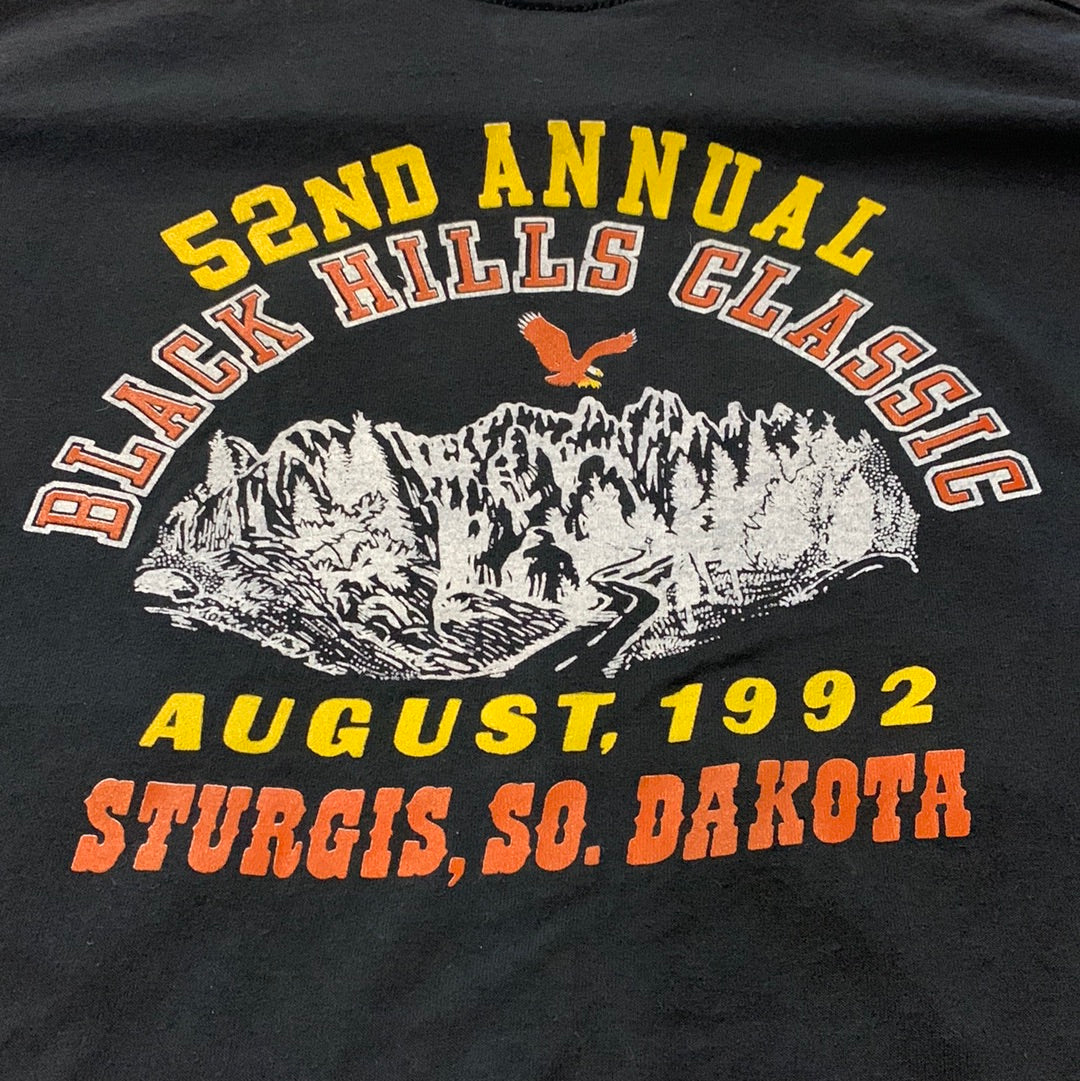 52ND ANNUAL
BLACK HILLS CLASSIC
AUGUST, 1992
STURGIS, SO. DAKOTA